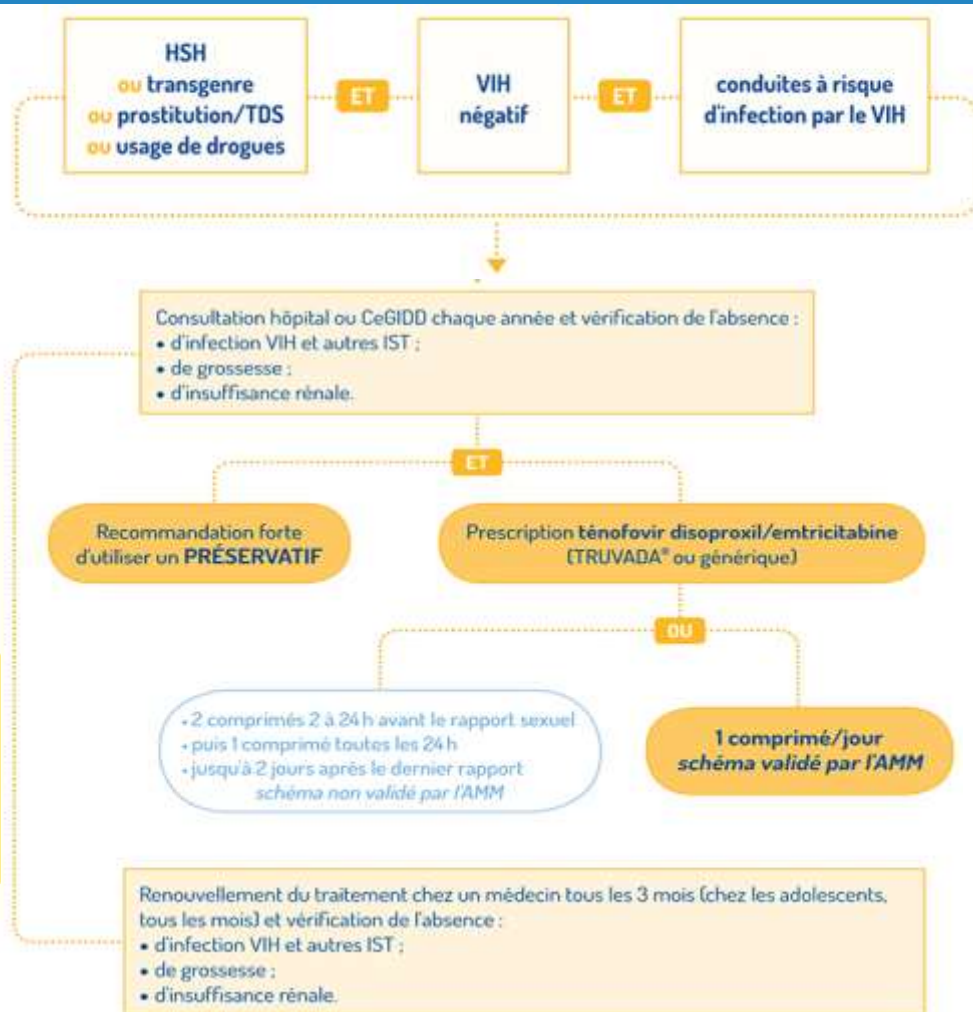 HSH
ou transgenre
ou prostitution/TDS
ou usage de drogues
ET
VIH
négatif
ET
conduites à risque
d'infection par le VIH
Consultation hôpital ou CeGIDD chaque année et vérification de l'absence :
• d'infection VIH et autres IST ;
• de grossesse ;
• d'insuffisance rénale.
ET
Recommandation forte
d'utiliser un PRÉSERVATIF
Prescription ténofovir disoproxil/emtricitabine
(TRUVADA® ou générique)
OU
• 2 comprimés 2 à 24 h avant le rapport sexuel
• puis 1 comprimé toutes les 24 h
• jusqu'à 2 jours après le dernier rapport
schéma non validé par l'AMM
1 comprimé/jour
schéma validé par l'AMM
Renouvellement du traitement chez un médecin tous les 3 mois (chez les adolescents,
tous les mois) et vérification de l'absence :
• d'infection VIH et autres IST ;
• de grossesse ;
• d'insuffisance rénale.